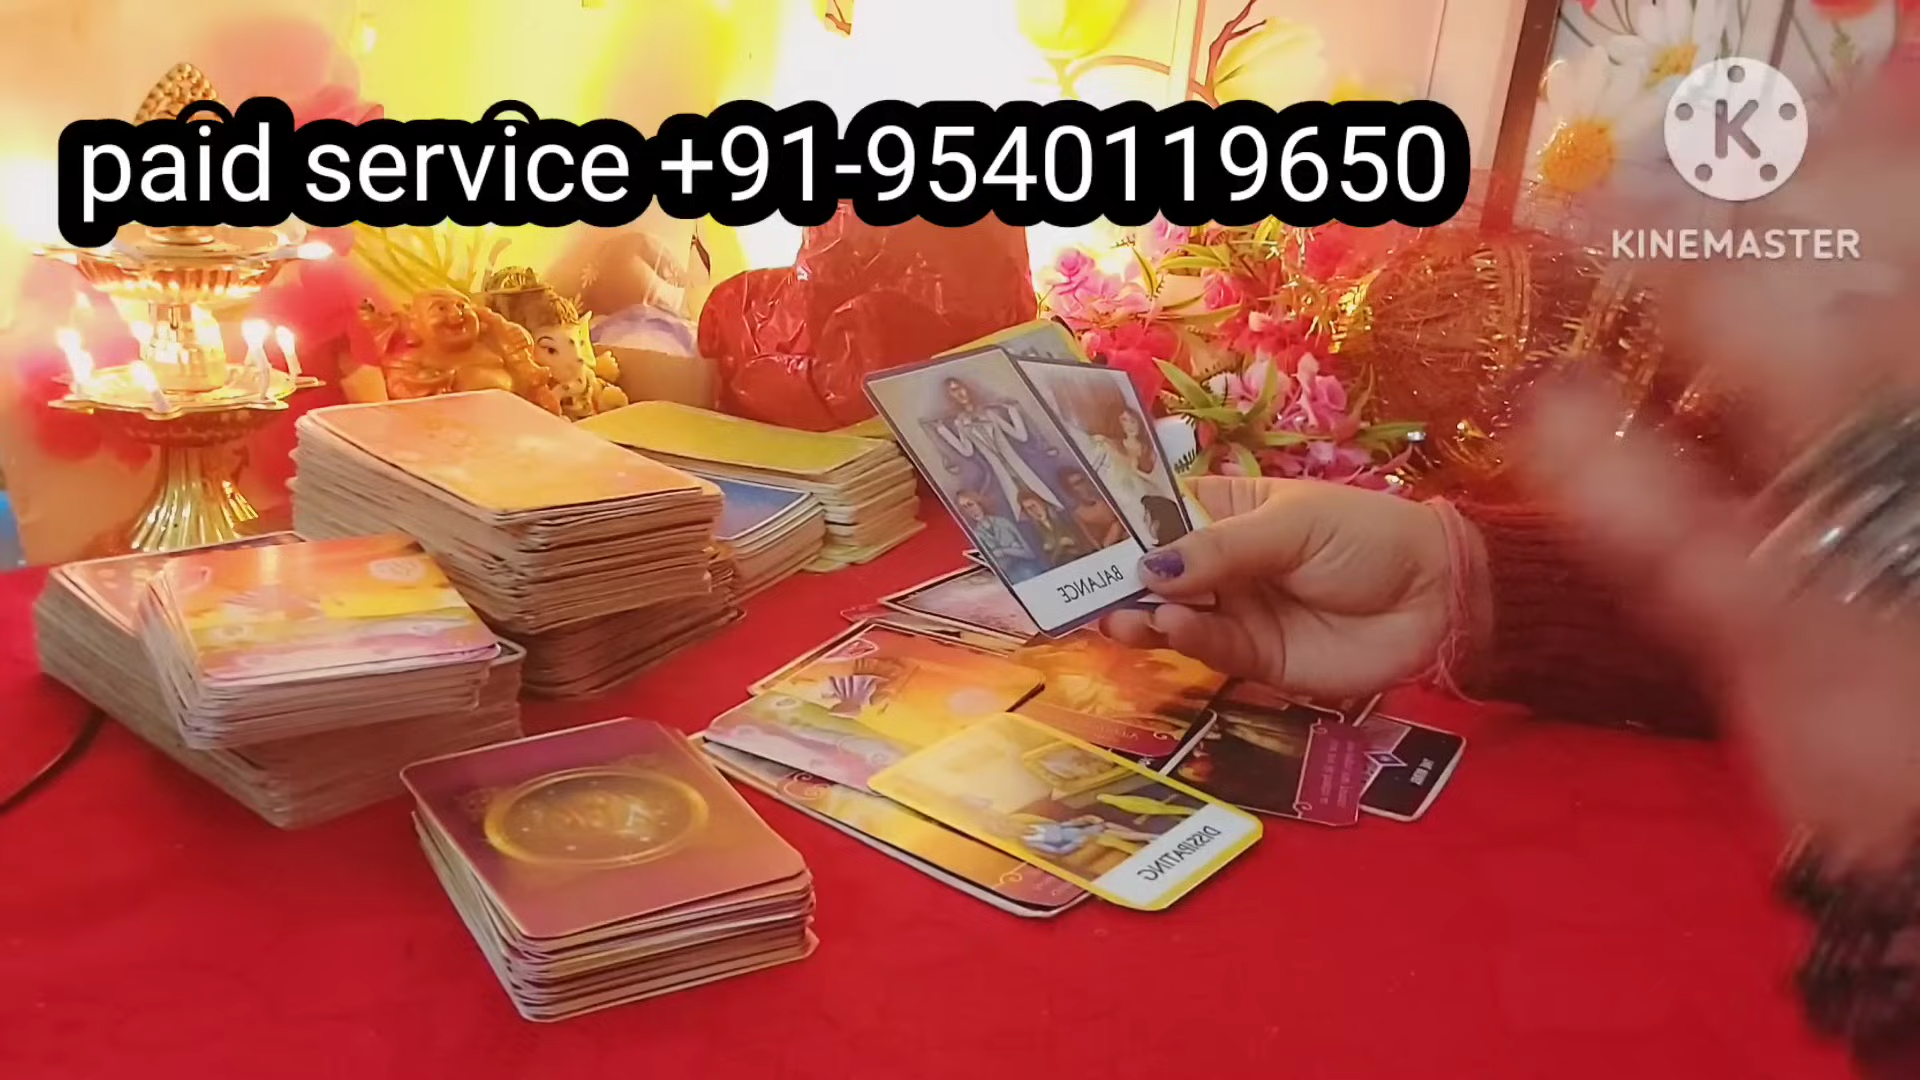 paid service +91-9540119650
K
KINEMASTER
BALANCE
DISSIPATING